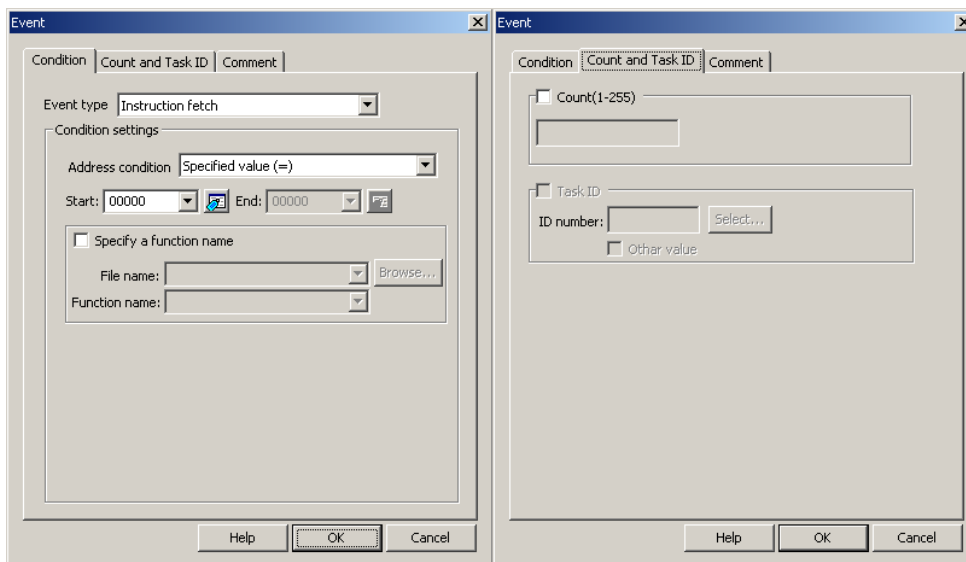 Event
Condition Count and Task ID Comment
Event type Instruction fetch
Condition settings
Address condition Specified value (=)
Start: 00000 End: 00000
Specify a function name
File name: Browse...
Function name:
Help OK Cancel
Event
Condition Count and Task ID Comment
Count(1-255)
Task ID
ID number: Select...
Othar value
Help OK Cancel